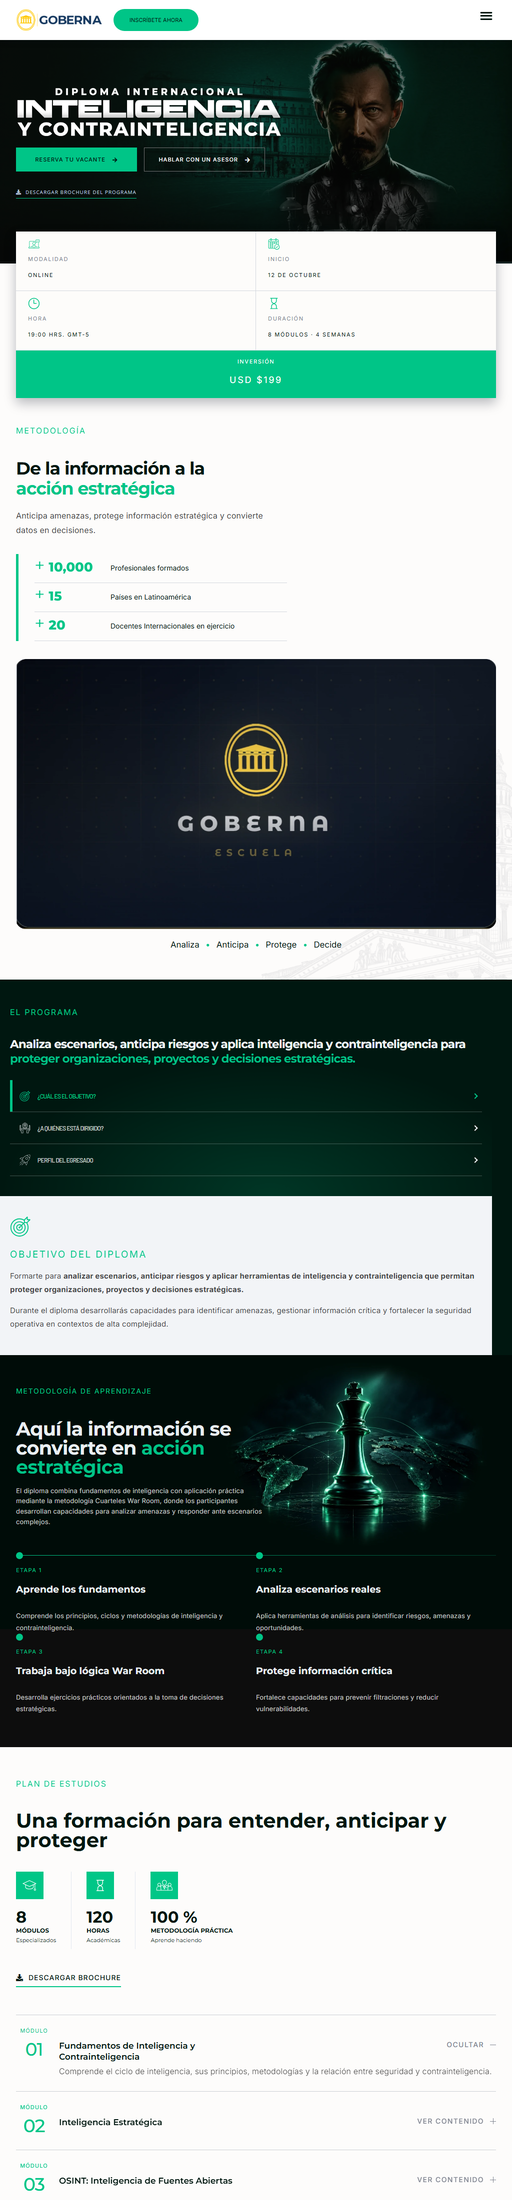 GOBERNA
INSCRÍBETE AHORA
DIPLOMA INTERNACIONAL
INTELIGENCIA
Y CONTRAINTELIGENCIA
RESERVA TU VACANTE
HABLAR CON UN ASESOR
DESCARGAR BROCHURE DEL PROGRAMA
MODALIDAD
ONLINE
INICIO
12 DE OCTUBRE
HORA
19:00 HRS. GMT-5
DURACIÓN
8 MÓDULOS · 4 SEMANAS
INVERSIÓN
USD $199
METODOLOGÍA
De la información a la
acción estratégica
Anticipa amenazas, protege información estratégica y convierte
datos en decisiones.
+ 10,000 Profesionales formados
+ 15 Países en Latinoamérica
+ 20 Docentes Internacionales en ejercicio
GOBERNA
ESCUELA
Analiza • Anticipa • Protege • Decide
EL PROGRAMA
Analiza escenarios, anticipa riesgos y aplica inteligencia y contrainteligencia para
proteger organizaciones, proyectos y decisiones estratégicas.
¿CUÁL ES EL OBJETIVO?
¿A QUIÉNES ESTÁ DIRIGIDO?
PERFIL DEL EGRESADO
OBJETIVO DEL DIPLOMA
Formarte para analizar escenarios, anticipar riesgos y aplicar herramientas de inteligencia y contrainteligencia que permitan
proteger organizaciones, proyectos y decisiones estratégicas.
Durante el diploma desarrollarás capacidades para identificar amenazas, gestionar información crítica y fortalecer la seguridad
operativa en contextos de alta complejidad.
METODOLOGÍA DE APRENDIZAJE
Aquí la información se
convierte en acción
estratégica
El diploma combina fundamentos de inteligencia con aplicación práctica
mediante la metodología Cuarteles War Room, donde los participantes
desarrollan capacidades para analizar amenazas y responder ante escenarios
complejos.
ETAPA 1
Aprende los fundamentos
Comprende los principios, ciclos y metodologías de inteligencia y
contrainteligencia.
ETAPA 2
Analiza escenarios reales
Aplica herramientas de análisis para identificar riesgos, amenazas y
oportunidades.
ETAPA 3
Trabaja bajo lógica War Room
Desarrolla ejercicios prácticos orientados a la toma de decisiones
estratégicas.
ETAPA 4
Protege información crítica
Fortalece capacidades para prevenir filtraciones y reducir
vulnerabilidades.
PLAN DE ESTUDIOS
Una formación para entender, anticipar y
proteger
8
MÓDULOS
Especializados
120
HORAS
Académicas
100 %
METODOLOGÍA PRÁCTICA
Aprende haciendo
DESCARGAR BROCHURE
MÓDULO
01
Fundamentos de Inteligencia y
Contrainteligencia
OCULTAR −
Comprende el ciclo de inteligencia, sus principios, metodologías y la relación entre seguridad y contrainteligencia.
MÓDULO
02
Inteligencia Estratégica
VER CONTENIDO +
MÓDULO
03
OSINT: Inteligencia de Fuentes Abiertas
VER CONTENIDO +